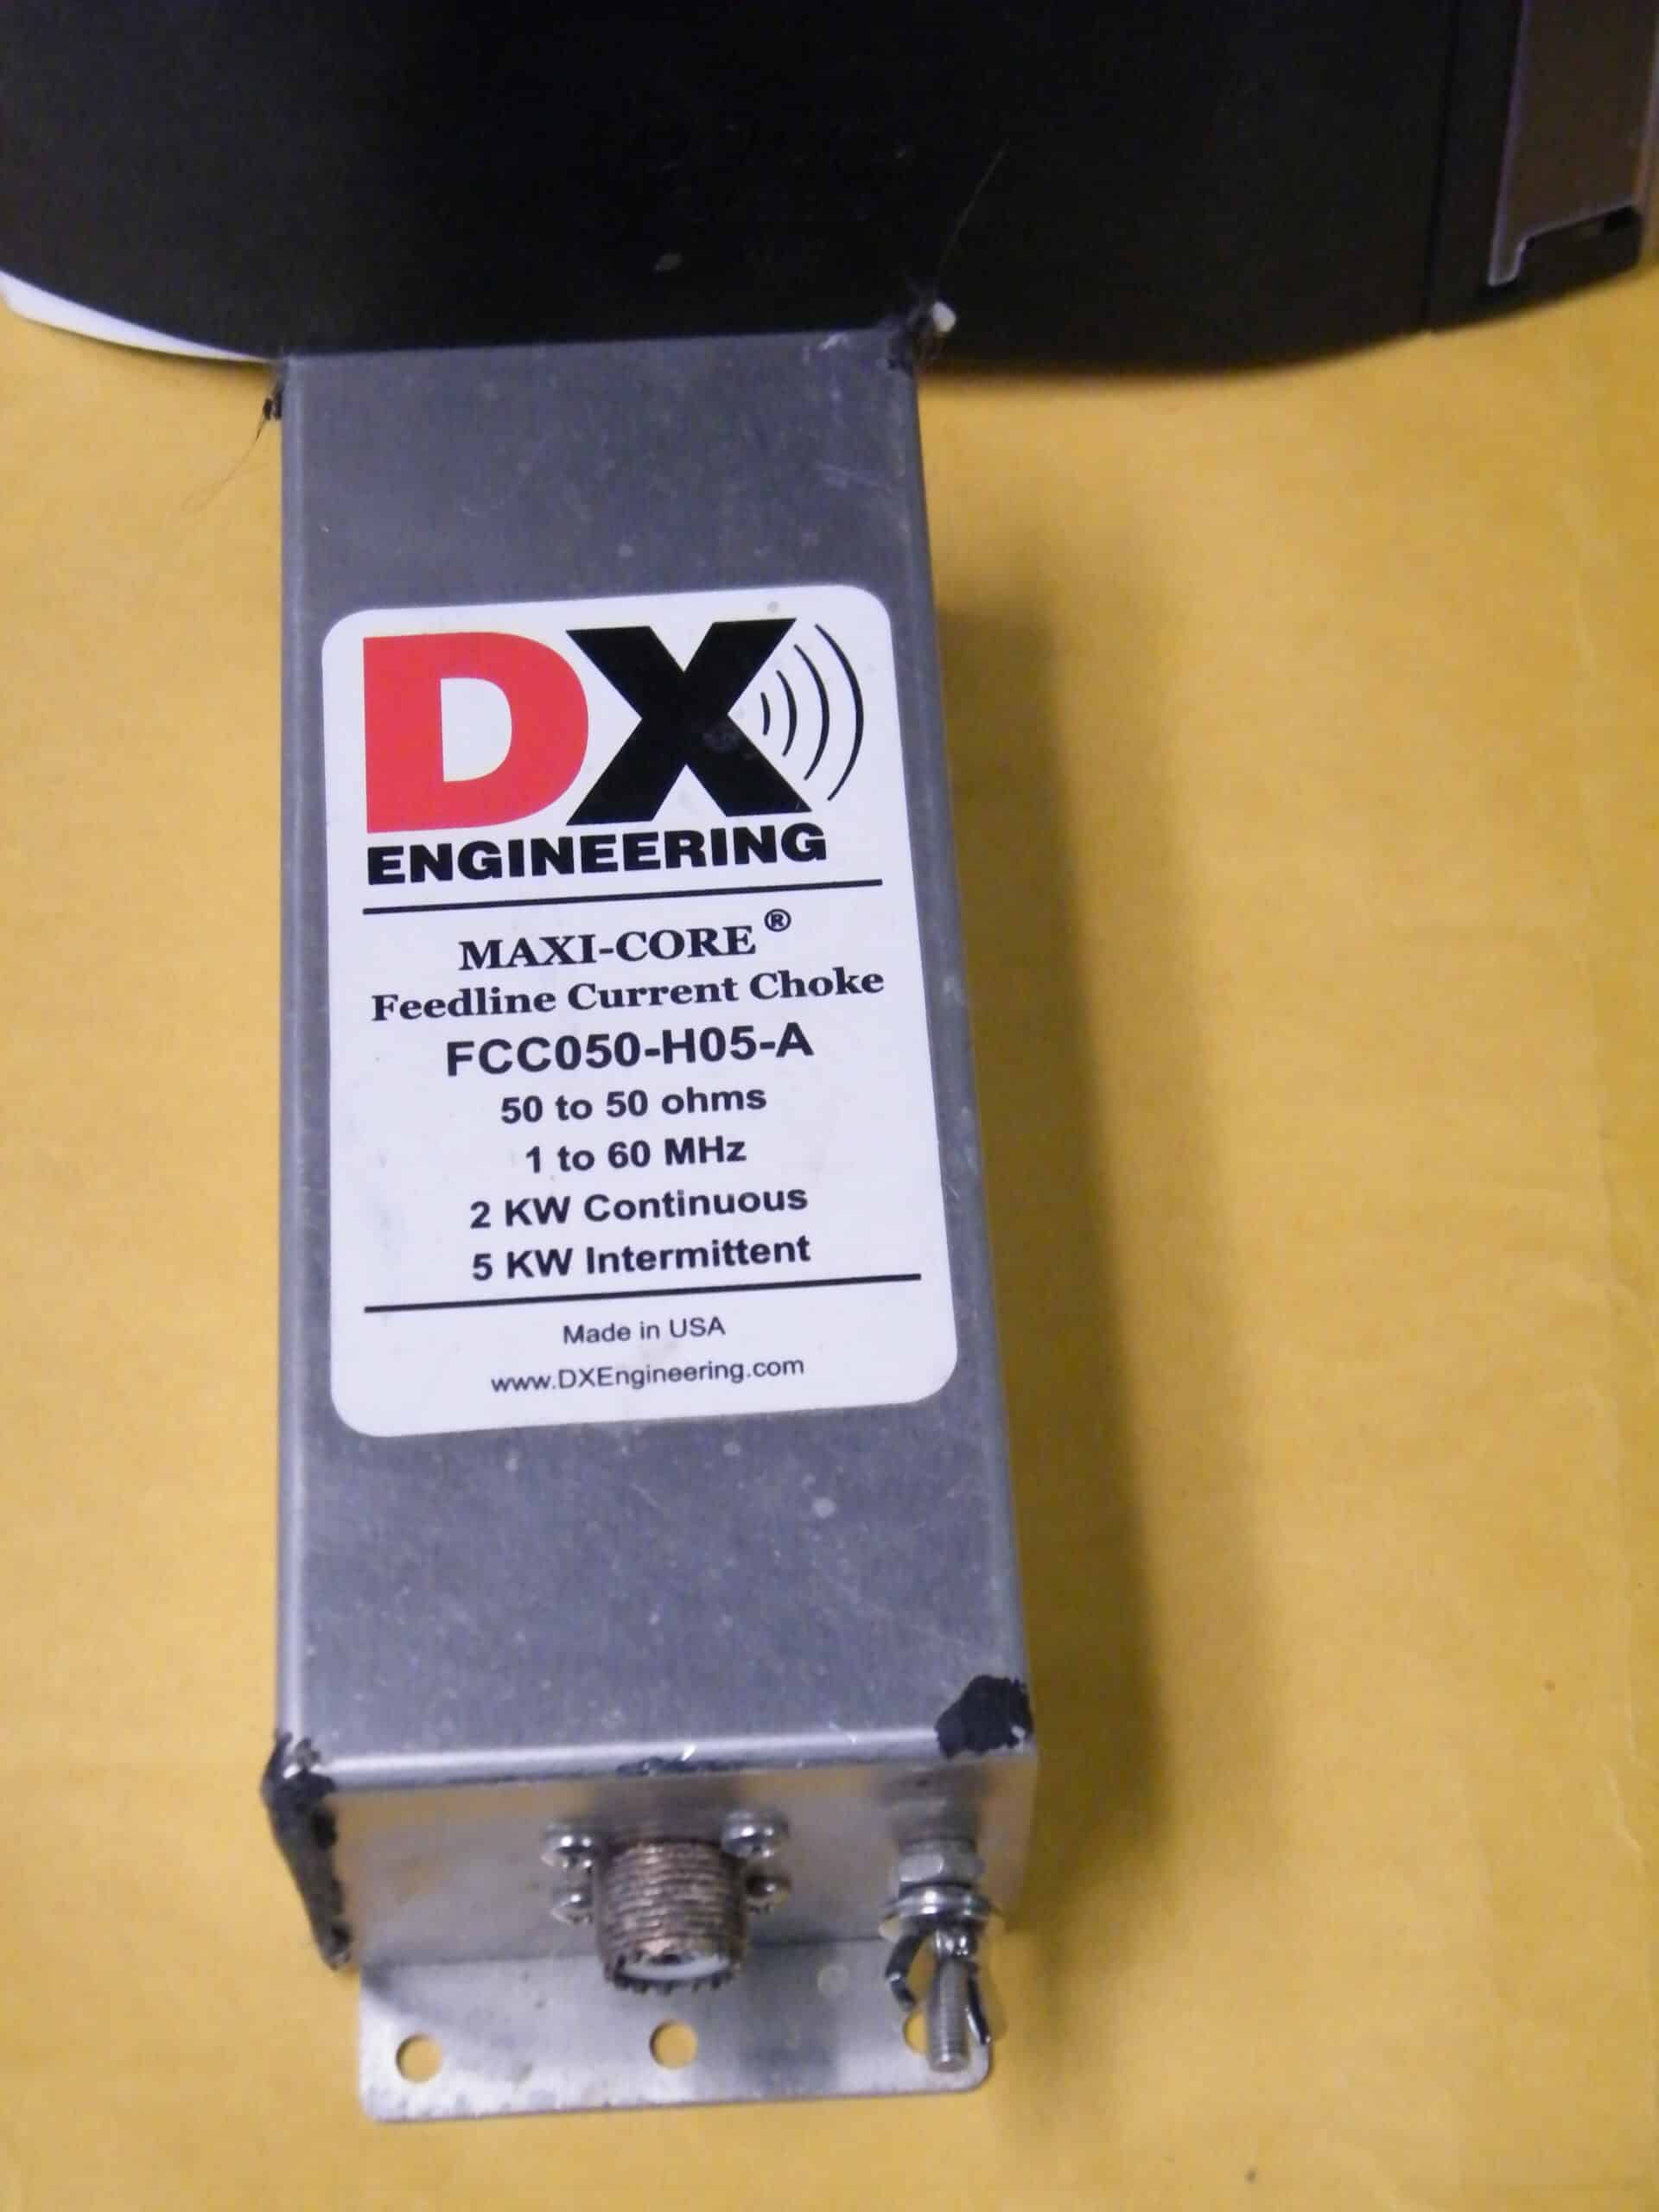 DX
ENGINEERING
MAXI-CORE®
Feedline Current Choke
FCC050-H05-A
50 to 50 ohms
1 to 60 MHz
2 KW Continuous
5 KW Intermittent
Made in USA
www.DXEngineering.com